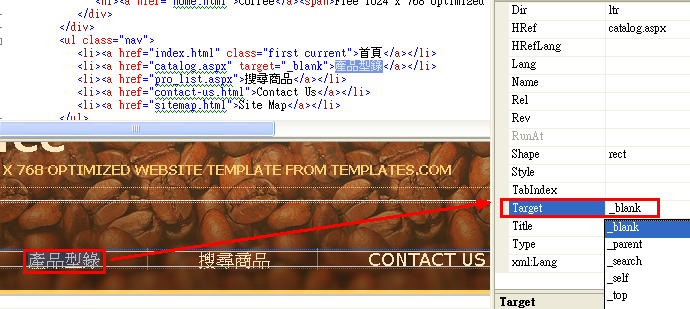 <li><a href="home.html">Coffee</a><span>Free 1024 x 768 Optimized
</div>
</div>
<ul class="nav">
<li><a href="index.html" class="first current">首頁</a></li>
<li><a href="catalog.aspx" target="_blank">產品型錄</a></li>
<li><a href="pro_list.aspx">搜尋商品</a></li>
<li><a href="contact-us.html">Contact Us</a></li>
<li><a href="sitemap.html">Site Map</a></li>
</ul>
X 768 OPTIMIZED WEBSITE TEMPLATE FROM TEMPLATES.COM
產品型錄 搜尋商品 CONTACT US
Dir ltr
HRef catalog.aspx
HRefLang
Lang
Name
Rel
Rev
RunAt
Shape rect
Style
TabIndex
Target _blank
Title
Type
xml:Lang
_blank
_parent
_search
_self
_top
Target